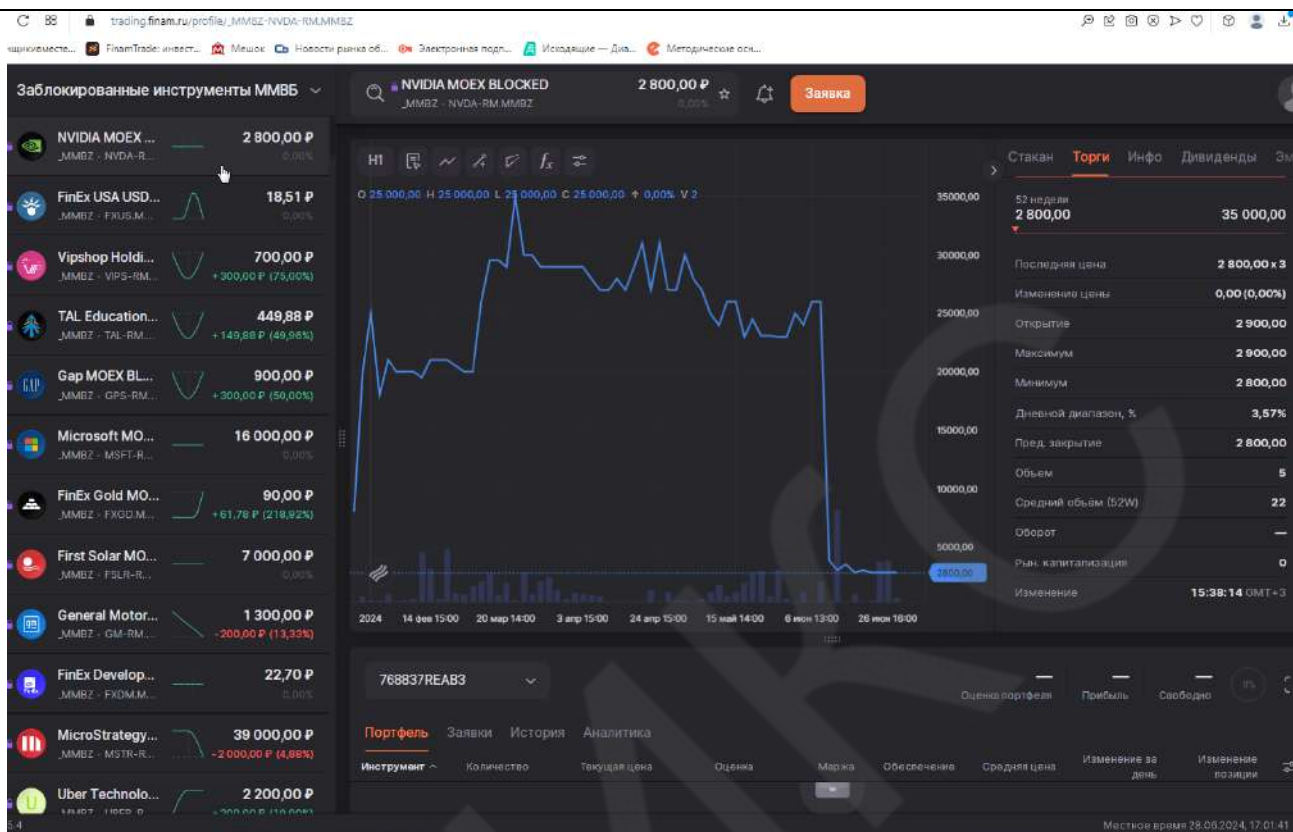 trading.finam.ru/profile/_MMBZ-NVDA-RM.MMBZ
FinamTrade: инвест... Мешок Новости рынка об... Электронная подп... Исходящие — Диа... Методические осн...
Заблокированные инструменты ММВБ
NVIDIA MOEX BLOCKED 2 800,00 ₽
_MMBZ - NVDA-RM.MMBZ 0,00%
Заявка
NVIDIA MOEX ... 2 800,00 ₽
_MMBZ - NVDA-R... 0,00%
FinEx USA USD... 18,51 ₽
_MMBZ - FXUS.M... 0,00%
Vipshop Holdi... 700,00 ₽
_MMBZ - VIPS-RM... +300,00 ₽ (75,00%)
TAL Education... 449,88 ₽
_MMBZ - TAL-RM... +149,88 ₽ (49,96%)
Gap MOEX BL... 900,00 ₽
_MMBZ - GPS-RM... +300,00 ₽ (50,00%)
Microsoft MO... 16 000,00 ₽
_MMBZ - MSFT-R... 0,00%
FinEx Gold MO... 90,00 ₽
_MMBZ - FXGD.M... +61,78 ₽ (218,92%)
First Solar MO... 7 000,00 ₽
_MMBZ - FSLR-R... 0,00%
General Motor... 1 300,00 ₽
_MMBZ - GM-RM... -200,00 ₽ (13,33%)
FinEx Develop... 22,70 ₽
_MMBZ - FXDM.M... 0,00%
MicroStrategy... 39 000,00 ₽
_MMBZ - MSTR-R... -2 000,00 ₽ (4,88%)
Uber Technolo... 2 200,00 ₽
_MMBZ - UBER-R... +200,00 ₽ (10,00%)
5.4
H1
O 25 000,00 H 25 000,00 L 25 000,00 C 25 000,00 ↑ 0,00% V 2
35000,00
30000,00
25000,00
20000,00
15000,00
10000,00
5000,00
2800,00
2024 14 фев 15:00 20 мар 14:00 3 апр 15:00 24 апр 15:00 15 май 14:00 6 июн 13:00 26 июн 16:00
Стакан Торги Инфо Дивиденды Эм
52 недели
2 800,00 35 000,00
Последняя цена 2 800,00 x 3
Изменение цены 0,00 (0,00%)
Открытие 2 900,00
Максимум 2 900,00
Минимум 2 800,00
Дневной диапазон, % 3,57%
Пред. закрытие 2 800,00
Объем 5
Средний объём (52W) 22
Оборот —
Рын. капитализация 0
Изменение 15:38:14 GMT+3
768837REAB3
Оценка портфеля Прибыль Свободно
Портфель Заявки История Аналитика
Инструмент Количество Текущая цена Оценка Маржа Обеспечение Средняя цена Изменение за день Изменение позиции
Местное время 28.06.2024, 17:01:41